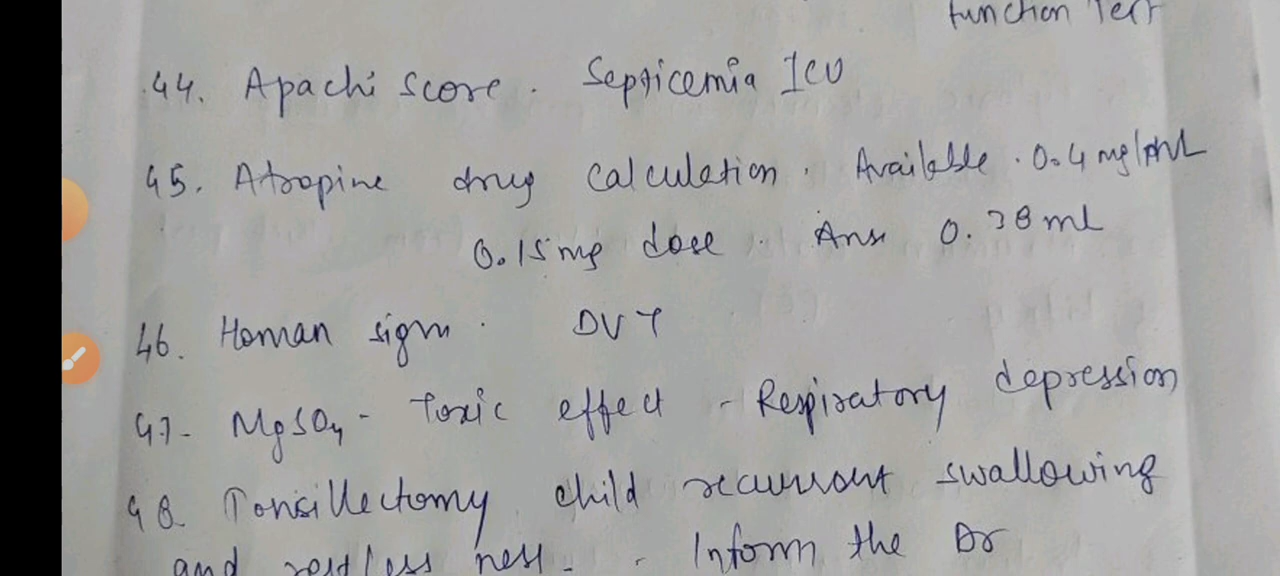 function Test
44. Apachi score. Septicemia ICU
45. Atropine drug calculation. Available. 0.4 mg/mL
0.15 mg dose. Ans 0.38 ml
46. Homan sign. DVT
47- MgSO4 - Toxic effect - Respiratory depression
48. Tonsillectomy child recurrant swallowing
and restless ness. - Inform the Dr